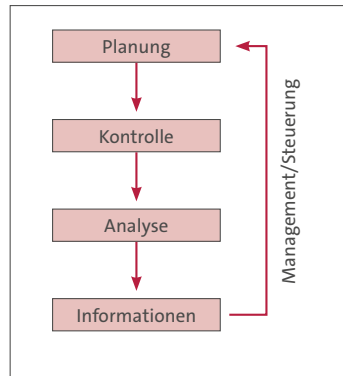 Planung
Kontrolle
Analyse
Informationen
Management/Steuerung